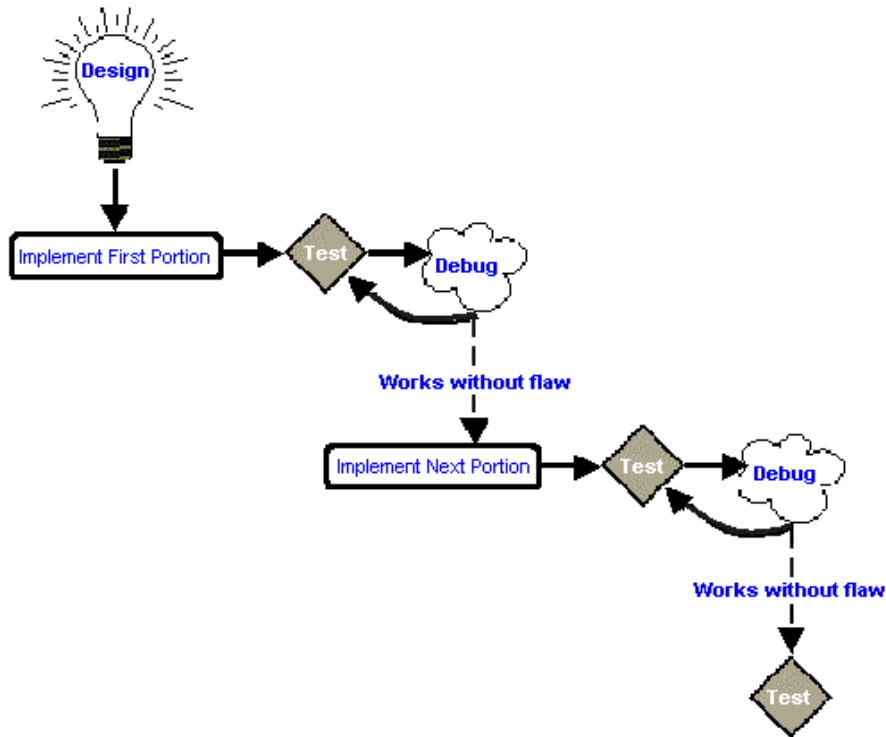 Design
Implement First Portion
Test
Debug
Works without flaw
Implement Next Portion
Test
Debug
Works without flaw
Test